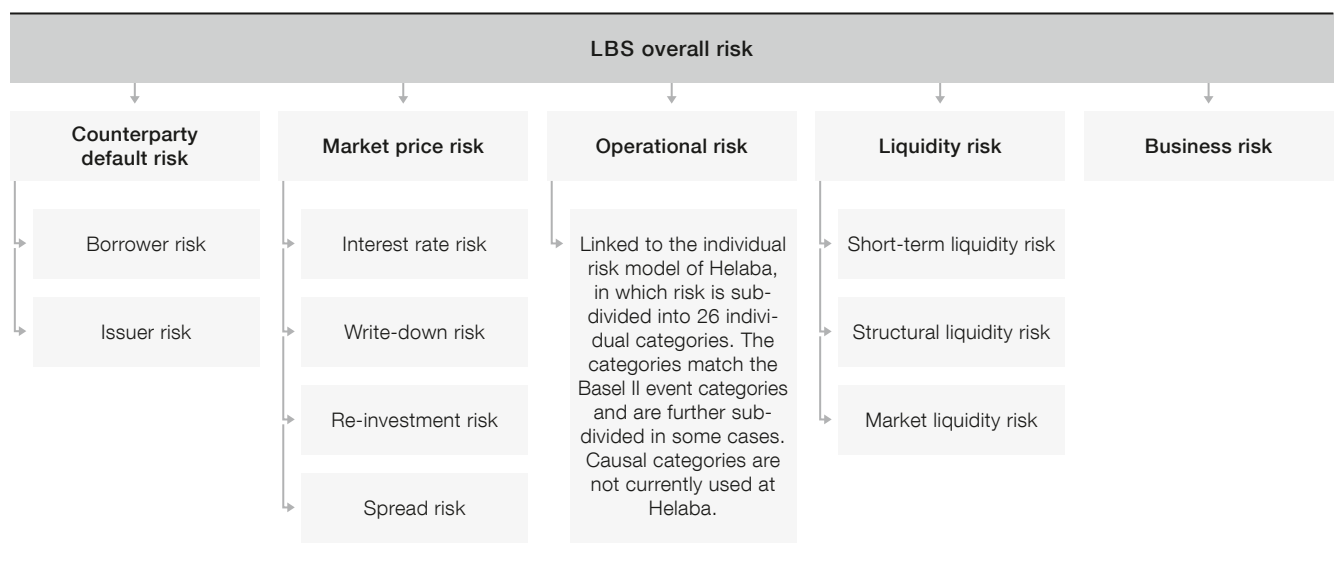 LBS overall risk
Counterparty
default risk
Market price risk
Operational risk
Liquidity risk
Business risk
Borrower risk
Issuer risk
Interest rate risk
Write-down risk
Re-investment risk
Spread risk
Linked to the individual
risk model of Helaba,
in which risk is sub-
divided into 26 indivi-
dual categories. The
categories match the
Basel II event categories
and are further sub-
divided in some cases.
Causal categories are
not currently used at
Helaba.
Short-term liquidity risk
Structural liquidity risk
Market liquidity risk